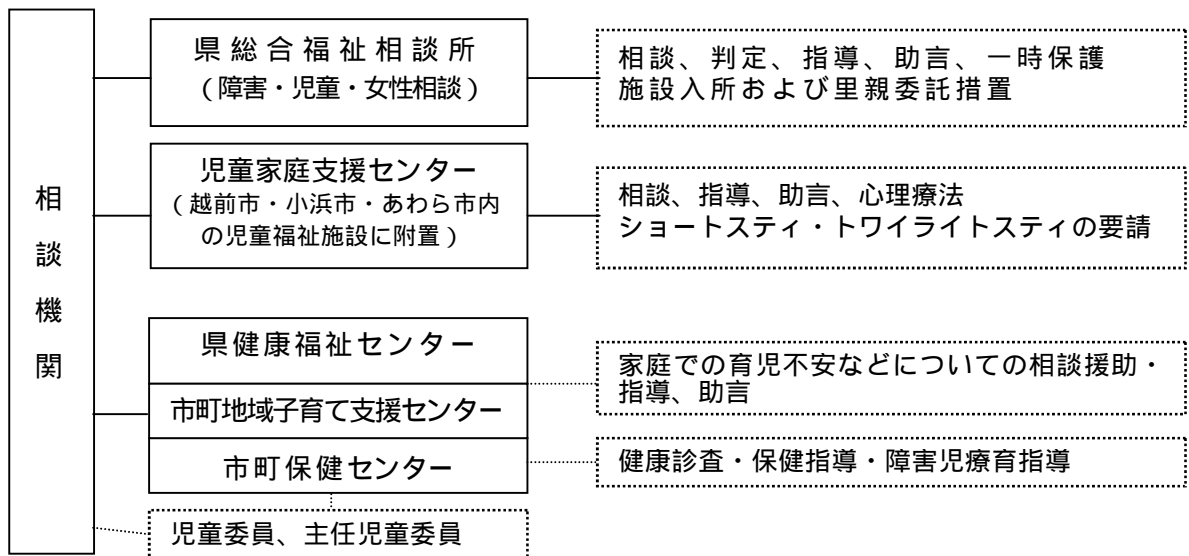 相談機関
県総合福祉相談所
（障害・児童・女性相談）
相談、判定、指導、助言、一時保護
施設入所および里親委託措置
児童家庭支援センター
（越前市・小浜市・あわら市内
の児童福祉施設に附置）
相談、指導、助言、心理療法
ショートスティ・トワイライトスティの要請
県健康福祉センター
家庭での育児不安などについての相談援助・
指導、助言
市町地域子育て支援センター
市町保健センター
健康診査・保健指導・障害児療育指導
児童委員、主任児童委員